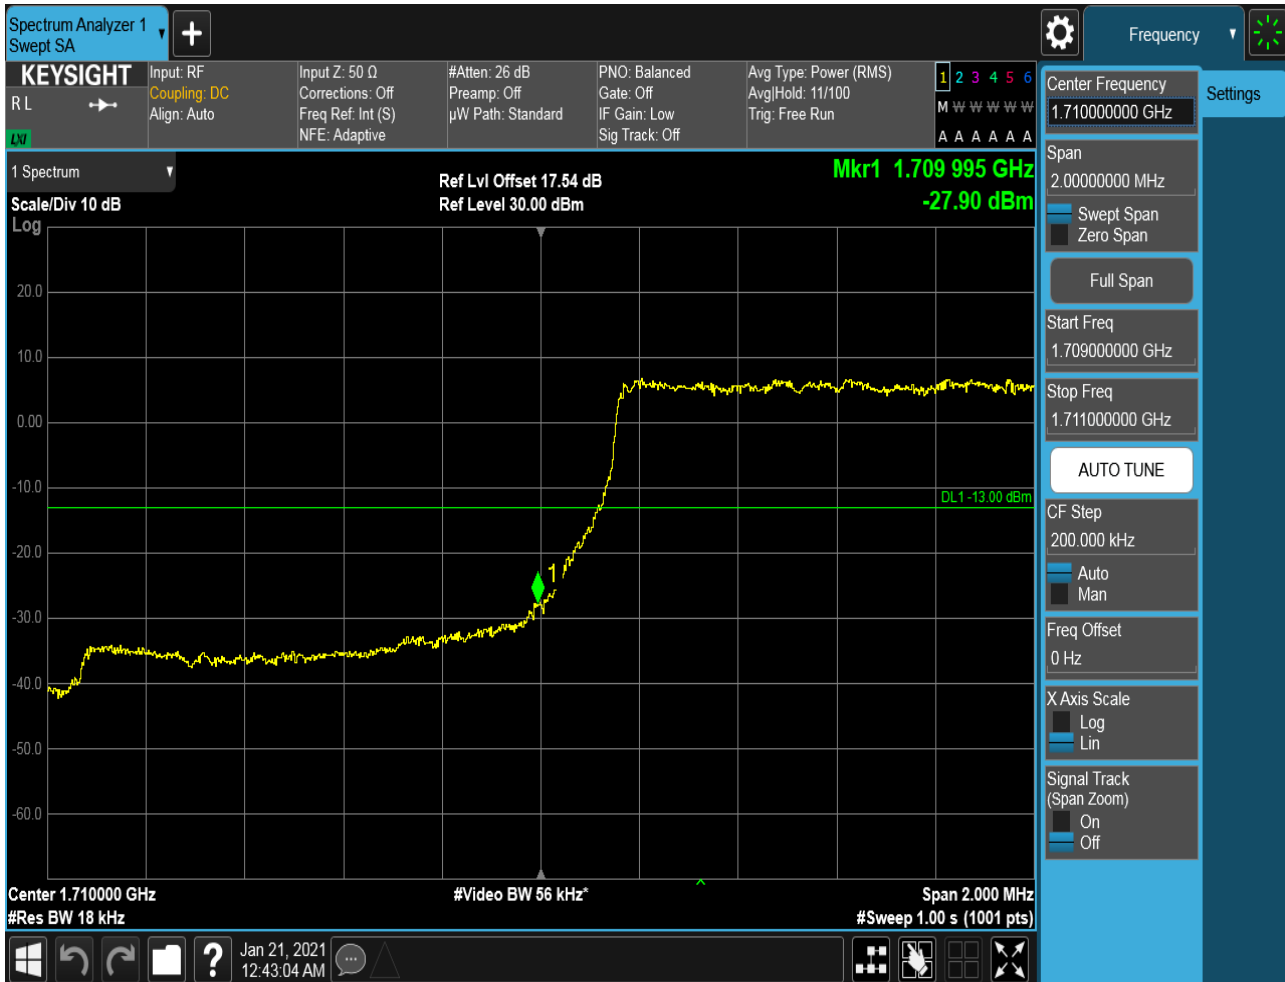 Spectrum Analyzer 1
Swept SA
Frequency
KEYSIGHT
R L
LXI
Input: RF
Coupling: DC
Align: Auto
Input Z: 50 Ω
Corrections: Off
Freq Ref: Int (S)
NFE: Adaptive
#Atten: 26 dB
Preamp: Off
µW Path: Standard
PNO: Balanced
Gate: Off
IF Gain: Low
Sig Track: Off
Avg Type: Power (RMS)
Avg|Hold: 11/100
Trig: Free Run
1 2 3 4 5 6
M W W W W W
A A A A A A
1 Spectrum
Scale/Div 10 dB
Log
Ref Lvl Offset 17.54 dB
Ref Level 30.00 dBm
Mkr1 1.709 995 GHz
-27.90 dBm
20.0
10.0
0.00
-10.0
-20.0
-30.0
-40.0
-50.0
-60.0
DL1 -13.00 dBm
1
Center 1.710000 GHz
#Res BW 18 kHz
#Video BW 56 kHz*
Span 2.000 MHz
#Sweep 1.00 s (1001 pts)
Center Frequency
1.710000000 GHz
Span
2.00000000 MHz
Swept Span
Zero Span
Full Span
Start Freq
1.709000000 GHz
Stop Freq
1.711000000 GHz
AUTO TUNE
CF Step
200.000 kHz
Auto
Man
Freq Offset
0 Hz
X Axis Scale
Log
Lin
Signal Track
(Span Zoom)
On
Off
Settings
?
Jan 21, 2021
12:43:04 AM